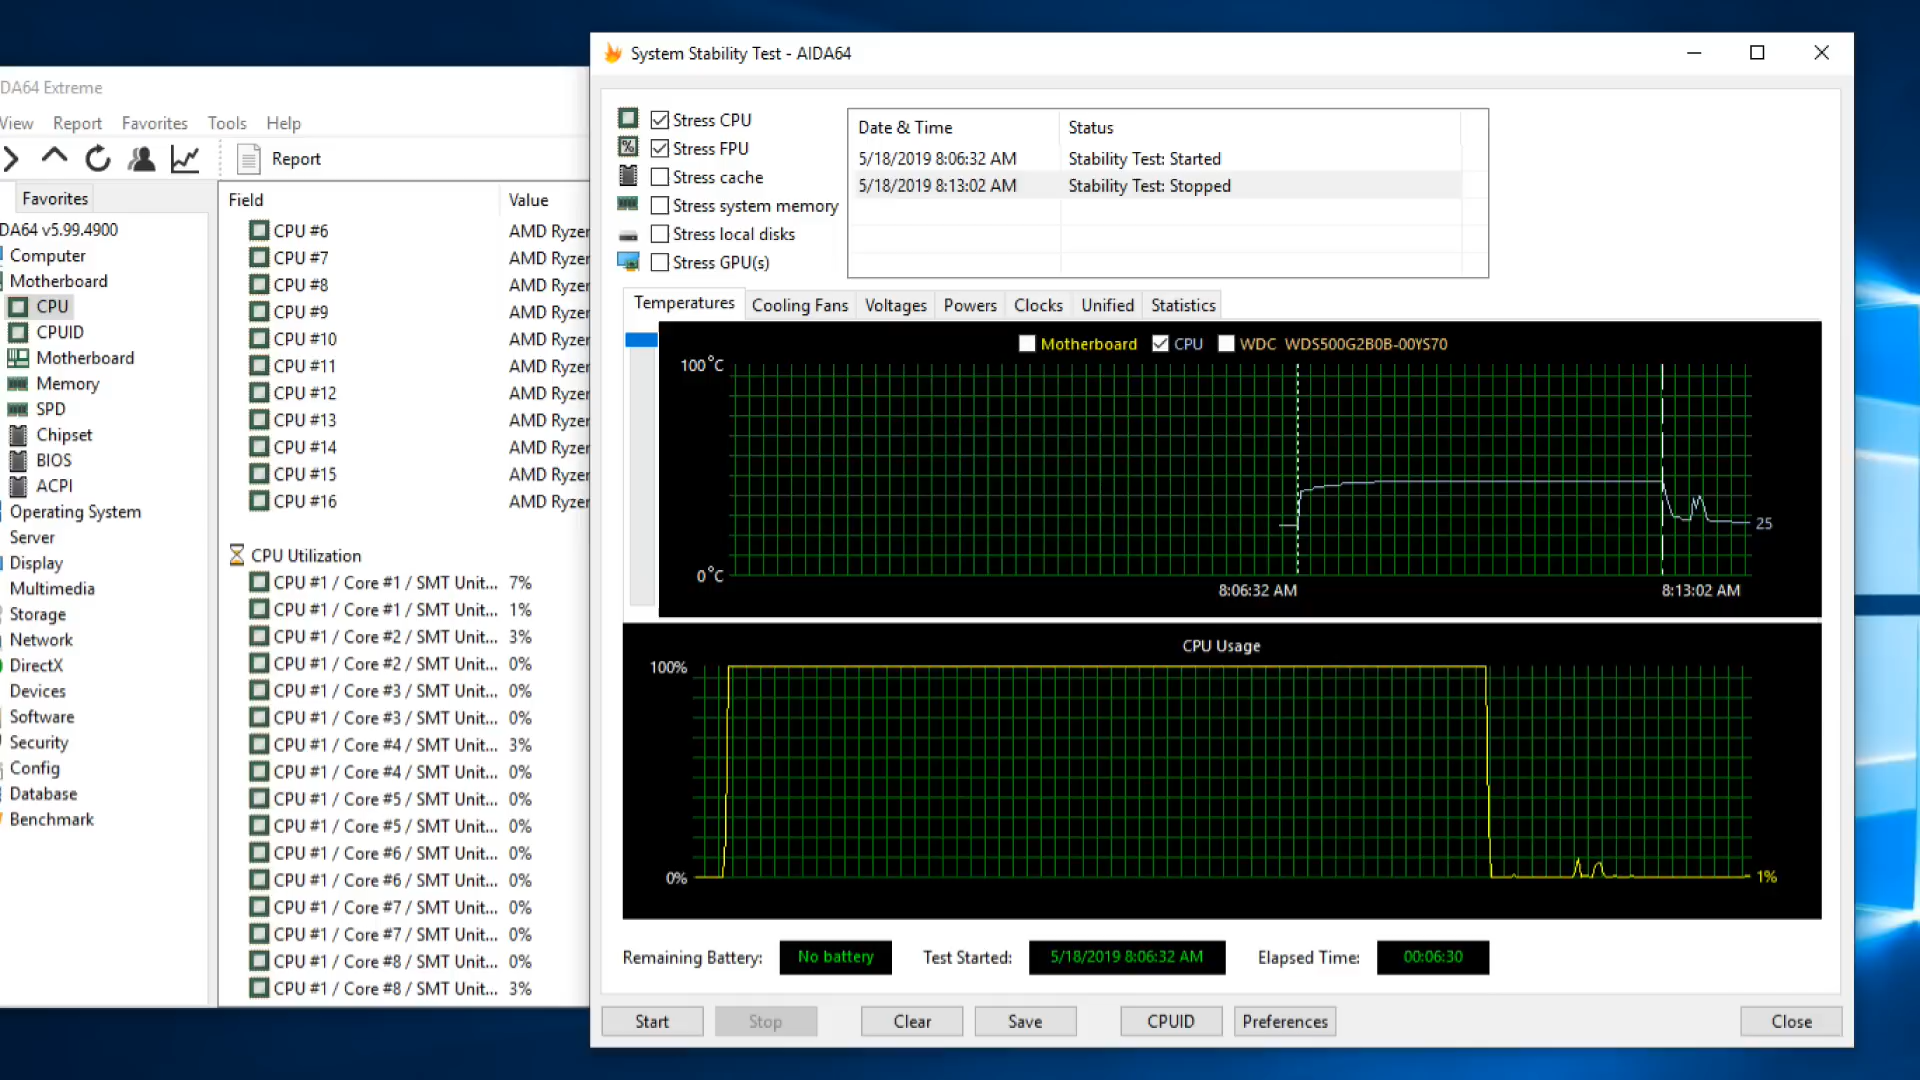 DA64 Extreme
View Report Favorites Tools Help
Report
Favorites
DA64 v5.99.4900
Computer
Motherboard
CPU
CPUID
Motherboard
Memory
SPD
Chipset
BIOS
ACPI
Operating System
Server
Display
Multimedia
Storage
Network
DirectX
Devices
Software
Security
Config
Database
Benchmark
Field Value
CPU #6 AMD Ryzen
CPU #7 AMD Ryzen
CPU #8 AMD Ryzen
CPU #9 AMD Ryzen
CPU #10 AMD Ryzen
CPU #11 AMD Ryzen
CPU #12 AMD Ryzen
CPU #13 AMD Ryzen
CPU #14 AMD Ryzen
CPU #15 AMD Ryzen
CPU #16 AMD Ryzen
CPU Utilization
CPU #1 / Core #1 / SMT Unit... 7%
CPU #1 / Core #1 / SMT Unit... 1%
CPU #1 / Core #2 / SMT Unit... 3%
CPU #1 / Core #2 / SMT Unit... 0%
CPU #1 / Core #3 / SMT Unit... 0%
CPU #1 / Core #3 / SMT Unit... 0%
CPU #1 / Core #4 / SMT Unit... 3%
CPU #1 / Core #4 / SMT Unit... 0%
CPU #1 / Core #5 / SMT Unit... 0%
CPU #1 / Core #5 / SMT Unit... 0%
CPU #1 / Core #6 / SMT Unit... 0%
CPU #1 / Core #6 / SMT Unit... 0%
CPU #1 / Core #7 / SMT Unit... 0%
CPU #1 / Core #7 / SMT Unit... 0%
CPU #1 / Core #8 / SMT Unit... 0%
CPU #1 / Core #8 / SMT Unit... 3%
System Stability Test - AIDA64
Stress CPU
Stress FPU
Stress cache
Stress system memory
Stress local disks
Stress GPU(s)
Date & Time Status
5/18/2019 8:06:32 AM Stability Test: Started
5/18/2019 8:13:02 AM Stability Test: Stopped
Temperatures Cooling Fans Voltages Powers Clocks Unified Statistics
Motherboard CPU WDC WDS500G2B0B-00YS70
100°C
25
0°C
8:06:32 AM 8:13:02 AM
CPU Usage
100%
0% 1%
Remaining Battery: No battery Test Started: 5/18/2019 8:06:32 AM Elapsed Time: 00:06:30
Start Stop Clear Save CPUID Preferences Close